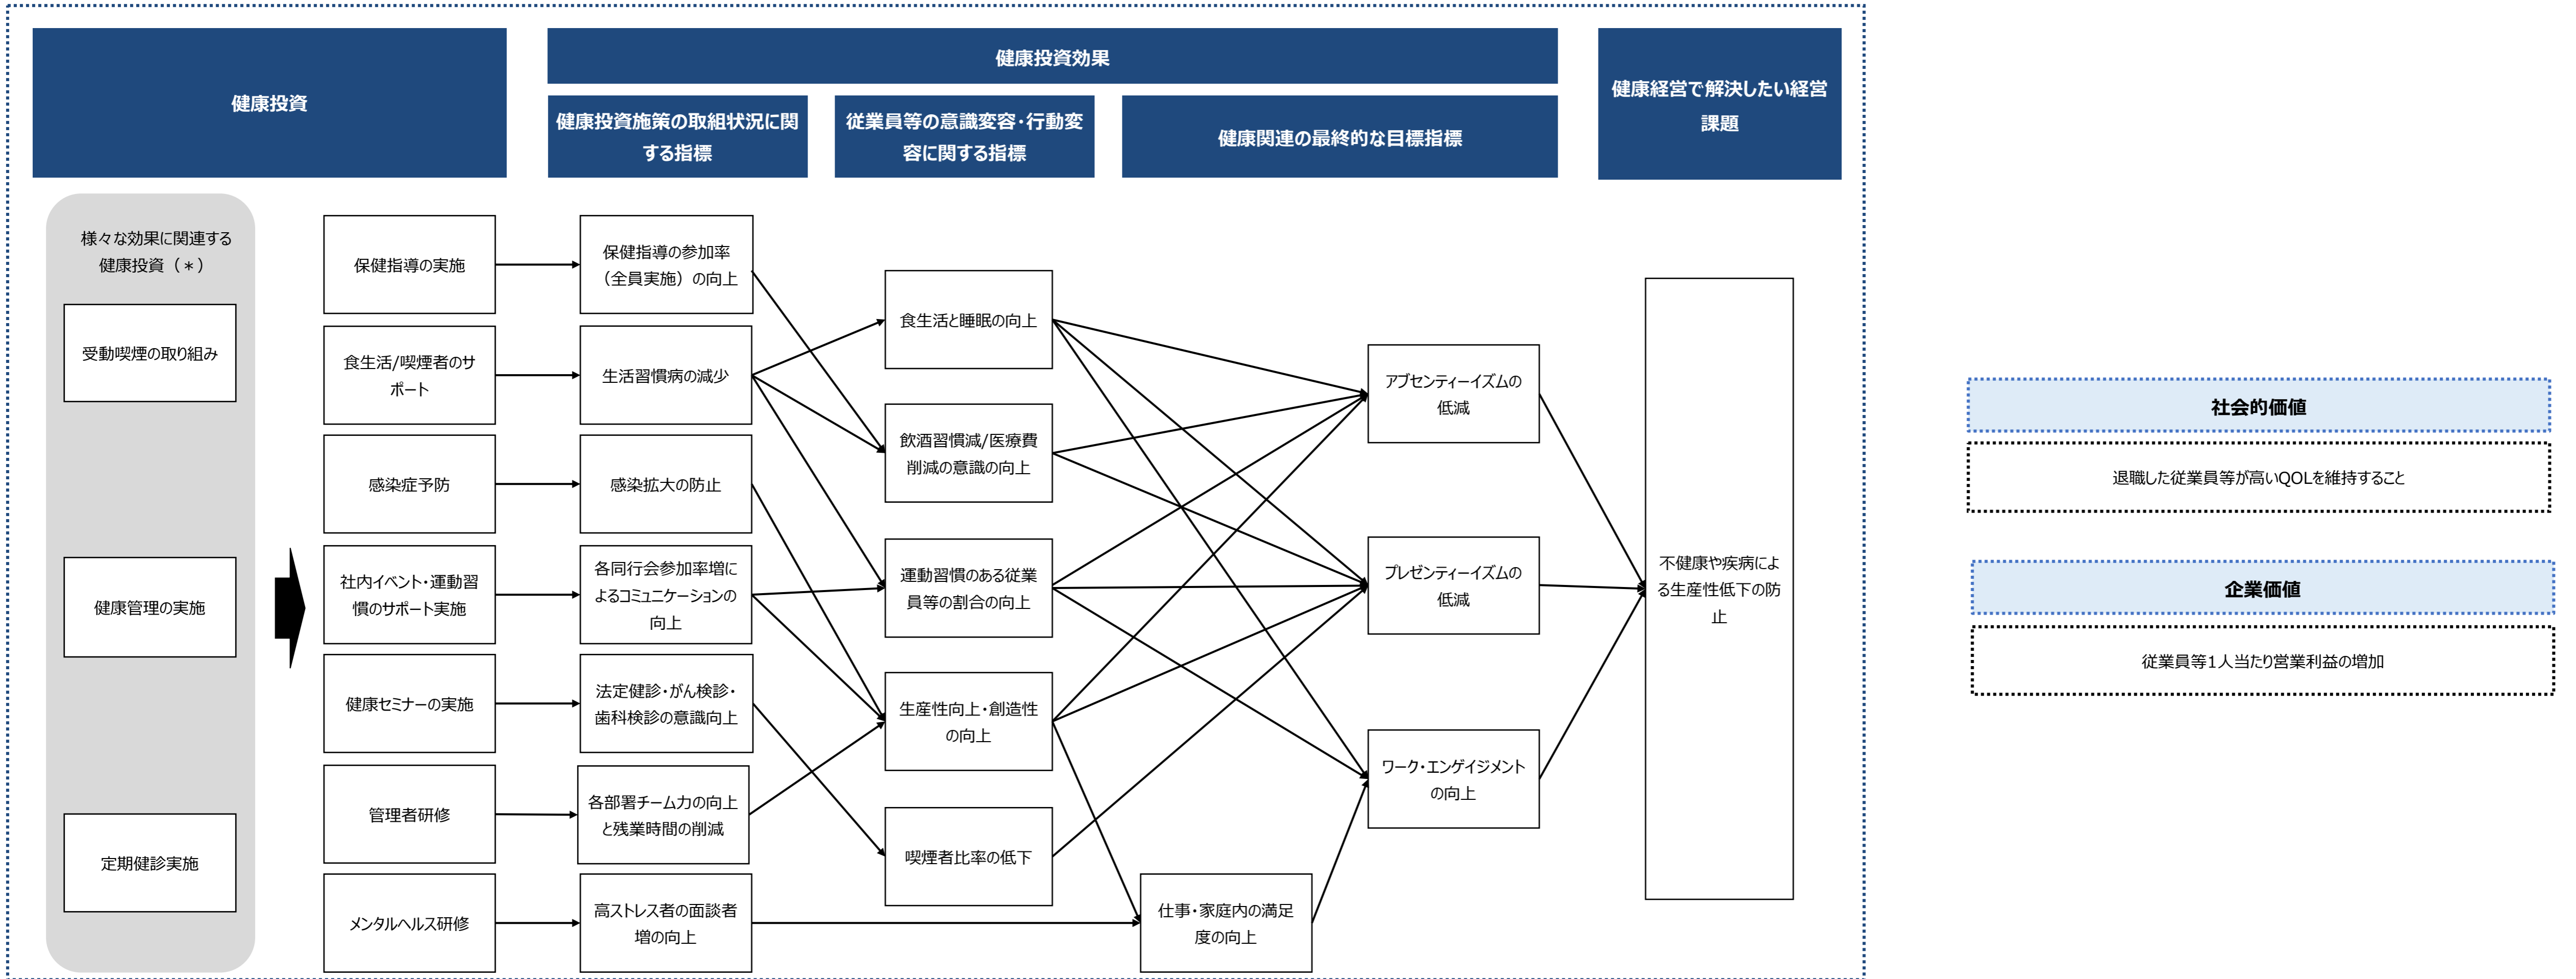 健康投資
健康投資効果
健康経営で解決したい経営
課題
健康投資施策の取組状況に関
する指標
従業員等の意識変容・行動変
容に関する指標
健康関連の最終的な目標指標
様々な効果に関連する
健康投資（＊）
受動喫煙の取り組み
健康管理の実施
定期健診実施
保健指導の実施
食生活/喫煙者のサ
ポート
感染症予防
社内イベント・運動習
慣のサポート実施
健康セミナーの実施
管理者研修
メンタルヘルス研修
保健指導の参加率
（全員実施）の向上
生活習慣病の減少
感染拡大の防止
各同行会参加率増に
よるコミュニケーションの
向上
法定健診・がん検診・
歯科検診の意識向上
各部署チーム力の向上
と残業時間の削減
高ストレス者の面談者
増の向上
食生活と睡眠の向上
飲酒習慣減/医療費
削減の意識の向上
運動習慣のある従業
員等の割合の向上
生産性向上・創造性
の向上
喫煙者比率の低下
仕事・家庭内の満足
度の向上
アブセンティーイズムの
低減
プレゼンティーイズムの
低減
ワーク・エンゲイジメント
の向上
不健康や疾病によ
る生産性低下の防
止
社会的価値
退職した従業員等が高いQOLを維持すること
企業価値
従業員等1人当たり営業利益の増加